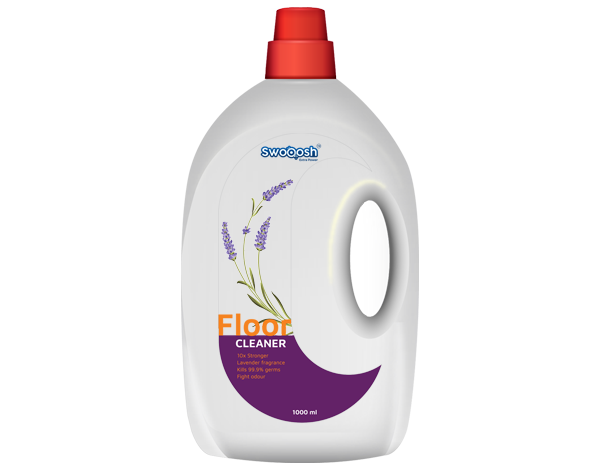 swooosh
Extra Power
Floor
CLEANER
10x Stronger
Lavender fragrance
Kills 99.9% germs
Fight odour
1000 ml